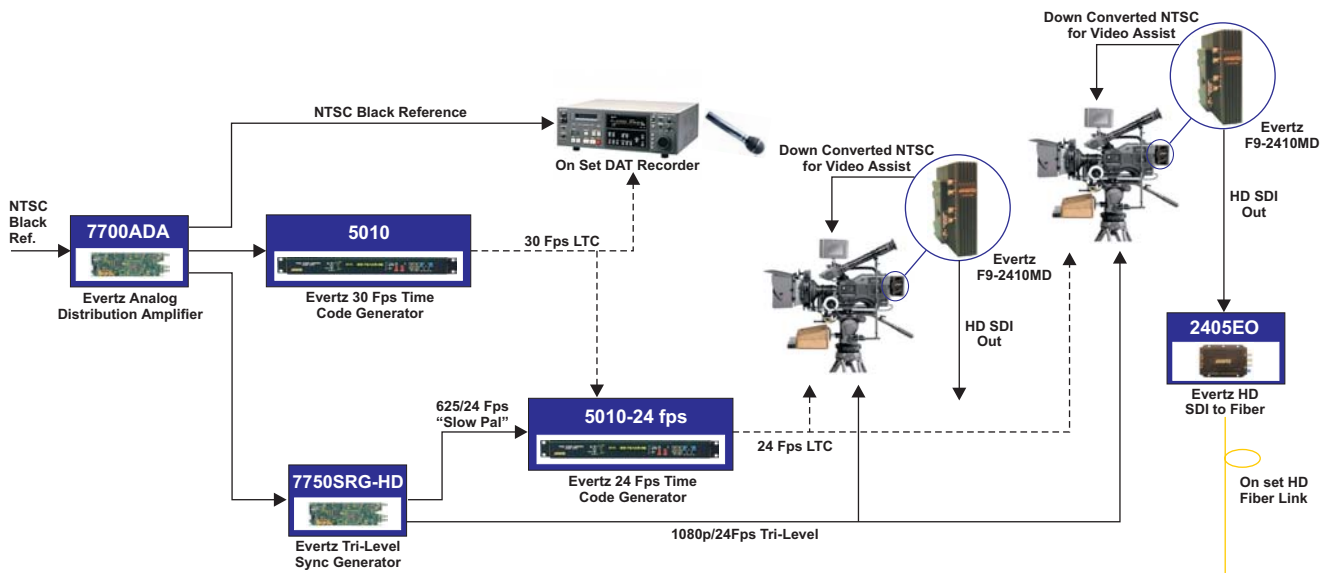 Down Converted NTSC
for Video Assist
NTSC Black Reference
On Set DAT Recorder
Evertz
F9-2410MD
Down Converted NTSC
for Video Assist
NTSC
Black
Ref.
7700ADA
Evertz Analog
Distribution Amplifier
5010
Evertz 30 Fps Time
Code Generator
30 Fps LTC
Evertz
F9-2410MD
HD SDI
Out
HD SDI
Out
2405EO
Evertz HD
SDI to Fiber
625/24 Fps
“Slow Pal”
5010-24 fps
Evertz 24 Fps Time
Code Generator
24 Fps LTC
7750SRG-HD
Evertz Tri-Level
Sync Generator
1080p/24Fps Tri-Level
On set HD
Fiber Link